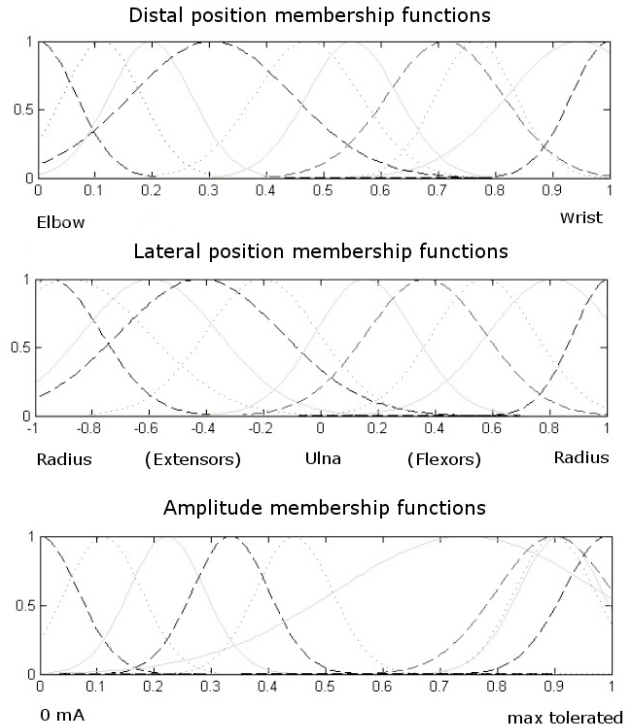 Distal position membership functions
1
0.5
0
0 0.1 0.2 0.3 0.4 0.5 0.6 0.7 0.8 0.9 1
Elbow Wrist
Lateral position membership functions
1
0.5
0
-1 -0.8 -0.6 -0.4 -0.2 0 0.2 0.4 0.6 0.8 1
Radius (Extensors) Ulna (Flexors) Radius
Amplitude membership functions
1
0.5
0
0 0.1 0.2 0.3 0.4 0.5 0.6 0.7 0.8 0.9 1
0 mA max tolerated